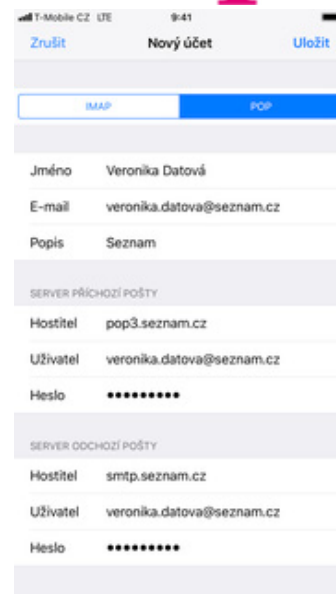 T-Mobile CZ LTE 9:41
Zrušit Nový účet Uložit
IMAP POP
Jméno Veronika Datová
E-mail veronika.datova@seznam.cz
Popis Seznam
SERVER PŘÍCHOZÍ POŠTY
Hostitel pop3.seznam.cz
Uživatel veronika.datova@seznam.cz
Heslo •••••••••
SERVER ODCHOZÍ POŠTY
Hostitel smtp.seznam.cz
Uživatel veronika.datova@seznam.cz
Heslo •••••••••